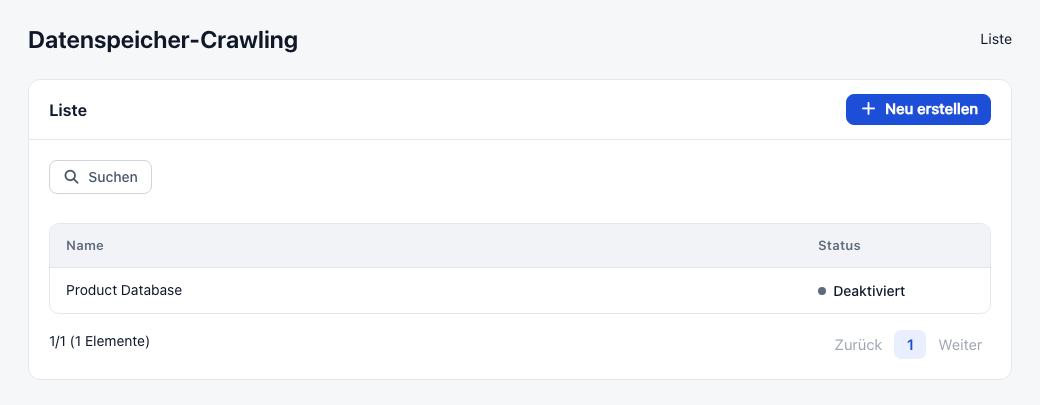 Datenspeicher-Crawling
Liste
Liste
Neu erstellen
Suchen
Name
Status
Product Database
Deaktiviert
1/1 (1 Elemente)
Zurück
1
Weiter